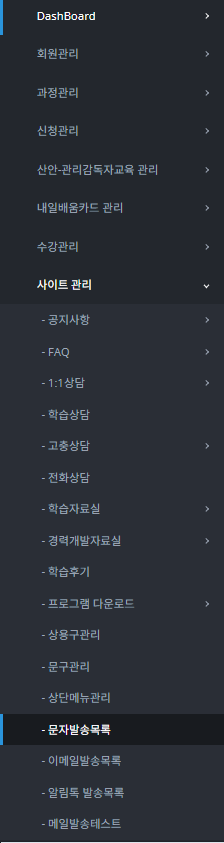 DashBoard
회원관리
과정관리
신청관리
산안-관리감독자교육 관리
내일배움카드 관리
수강관리
사이트 관리
- 공지사항
- FAQ
- 1:1상담
- 학습상담
- 고충상담
- 전화상담
- 학습자료실
- 경력개발자료실
- 학습후기
- 프로그램 다운로드
- 상용구관리
- 문구관리
- 상단메뉴관리
- 문자발송목록
- 이메일발송목록
- 알림톡 발송목록
- 메일발송테스트